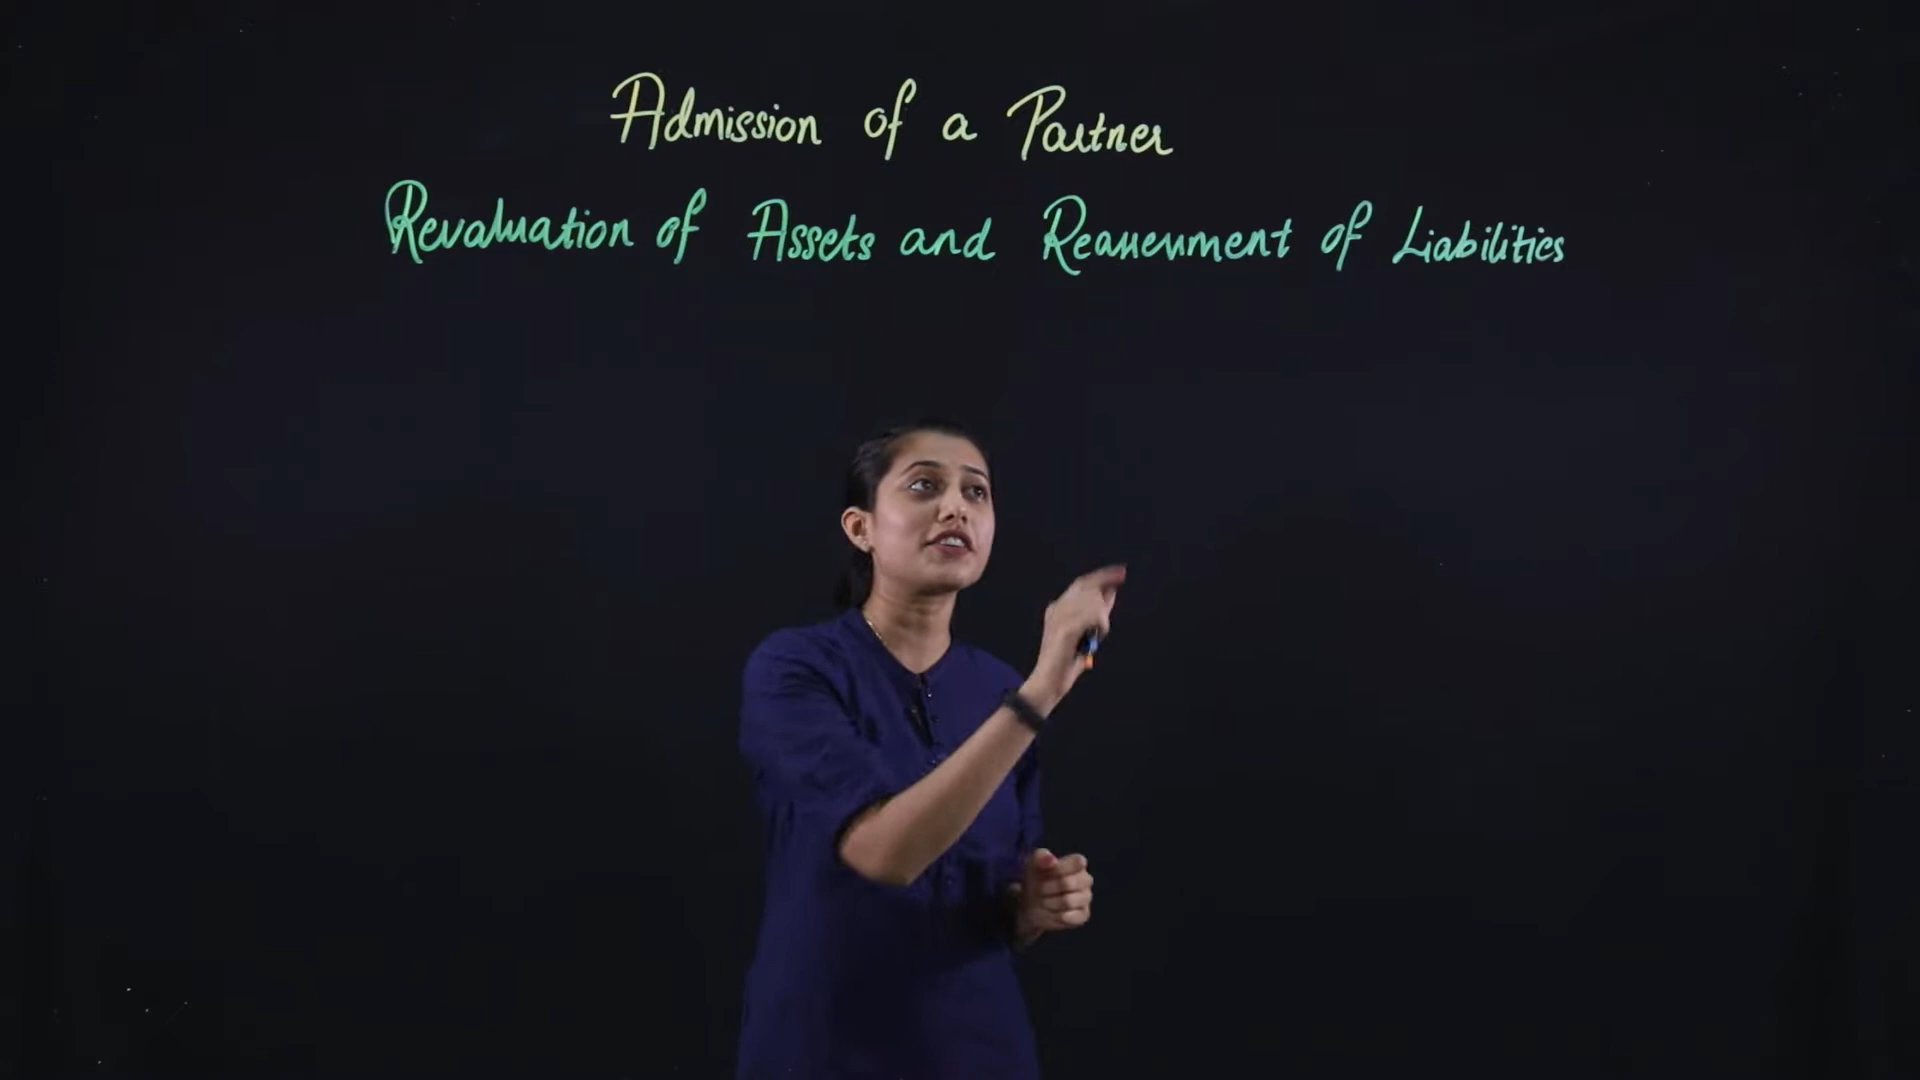 Admission of a Partner
Revaluation of Assets and Reassessment of Liabilities